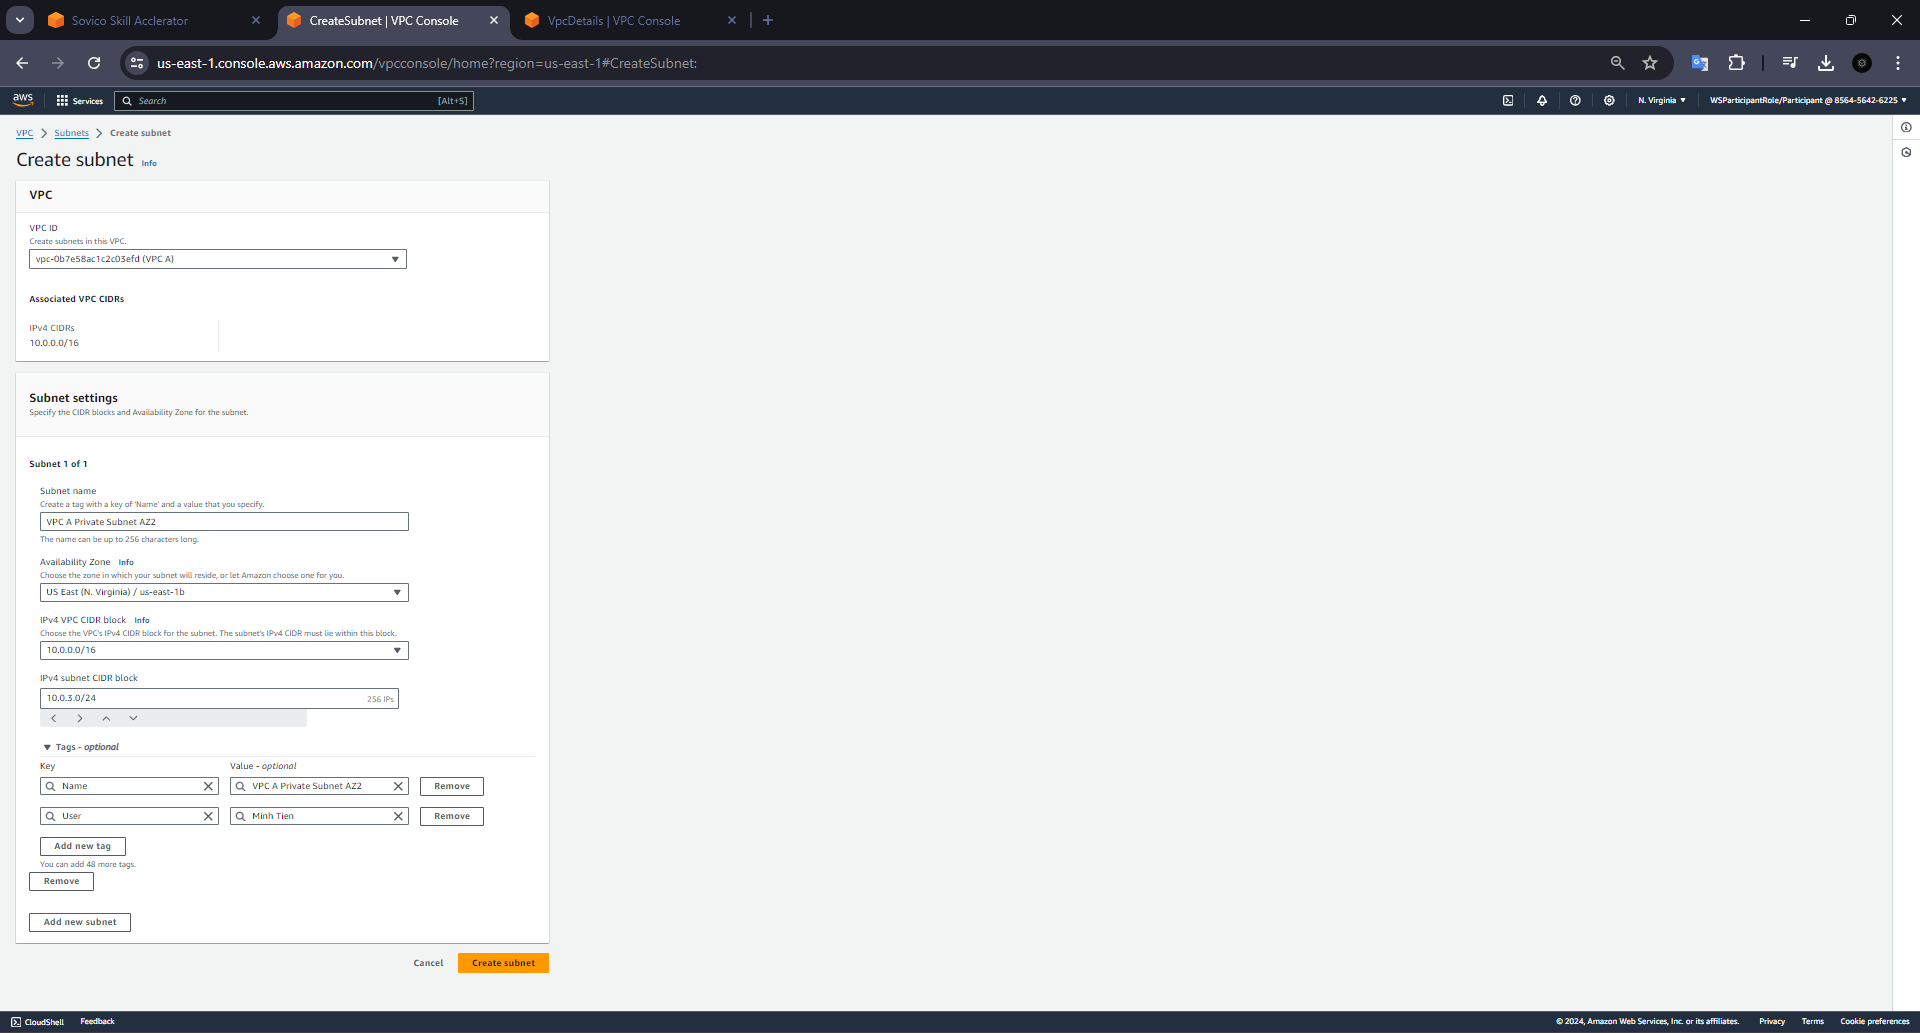 Sovico Skill Acclerator
CreateSubnet | VPC Console
VpcDetails | VPC Console
us-east-1.console.aws.amazon.com/vpcconsole/home?region=us-east-1#CreateSubnet:
aws
Services
Search
[Alt+S]
N. Virginia
WSParticipantRole/Participant @ 8564-5642-6225
VPC
Subnets
Create subnet
Create subnet
Info
VPC
VPC ID
Create subnets in this VPC.
vpc-0b7e58ac1c2c03efd (VPC A)
Associated VPC CIDRs
IPv4 CIDRs
10.0.0.0/16
Subnet settings
Specify the CIDR blocks and Availability Zone for the subnet.
Subnet 1 of 1
Subnet name
Create a tag with a key of 'Name' and a value that you specify.
VPC A Private Subnet AZ2
The name can be up to 256 characters long.
Availability Zone Info
Choose the zone in which your subnet will reside, or let Amazon choose one for you.
US East (N. Virginia) / us-east-1b
IPv4 VPC CIDR block Info
Choose the VPC's IPv4 CIDR block for the subnet. The subnet's IPv4 CIDR must lie within this block.
10.0.0.0/16
IPv4 subnet CIDR block
10.0.3.0/24
256 IPs
Tags - optional
Key
Value - optional
Name
VPC A Private Subnet AZ2
Remove
User
Minh Tien
Remove
Add new tag
You can add 48 more tags.
Remove
Add new subnet
Cancel
Create subnet
CloudShell
Feedback
© 2024, Amazon Web Services, Inc. or its affiliates.
Privacy
Terms
Cookie preferences